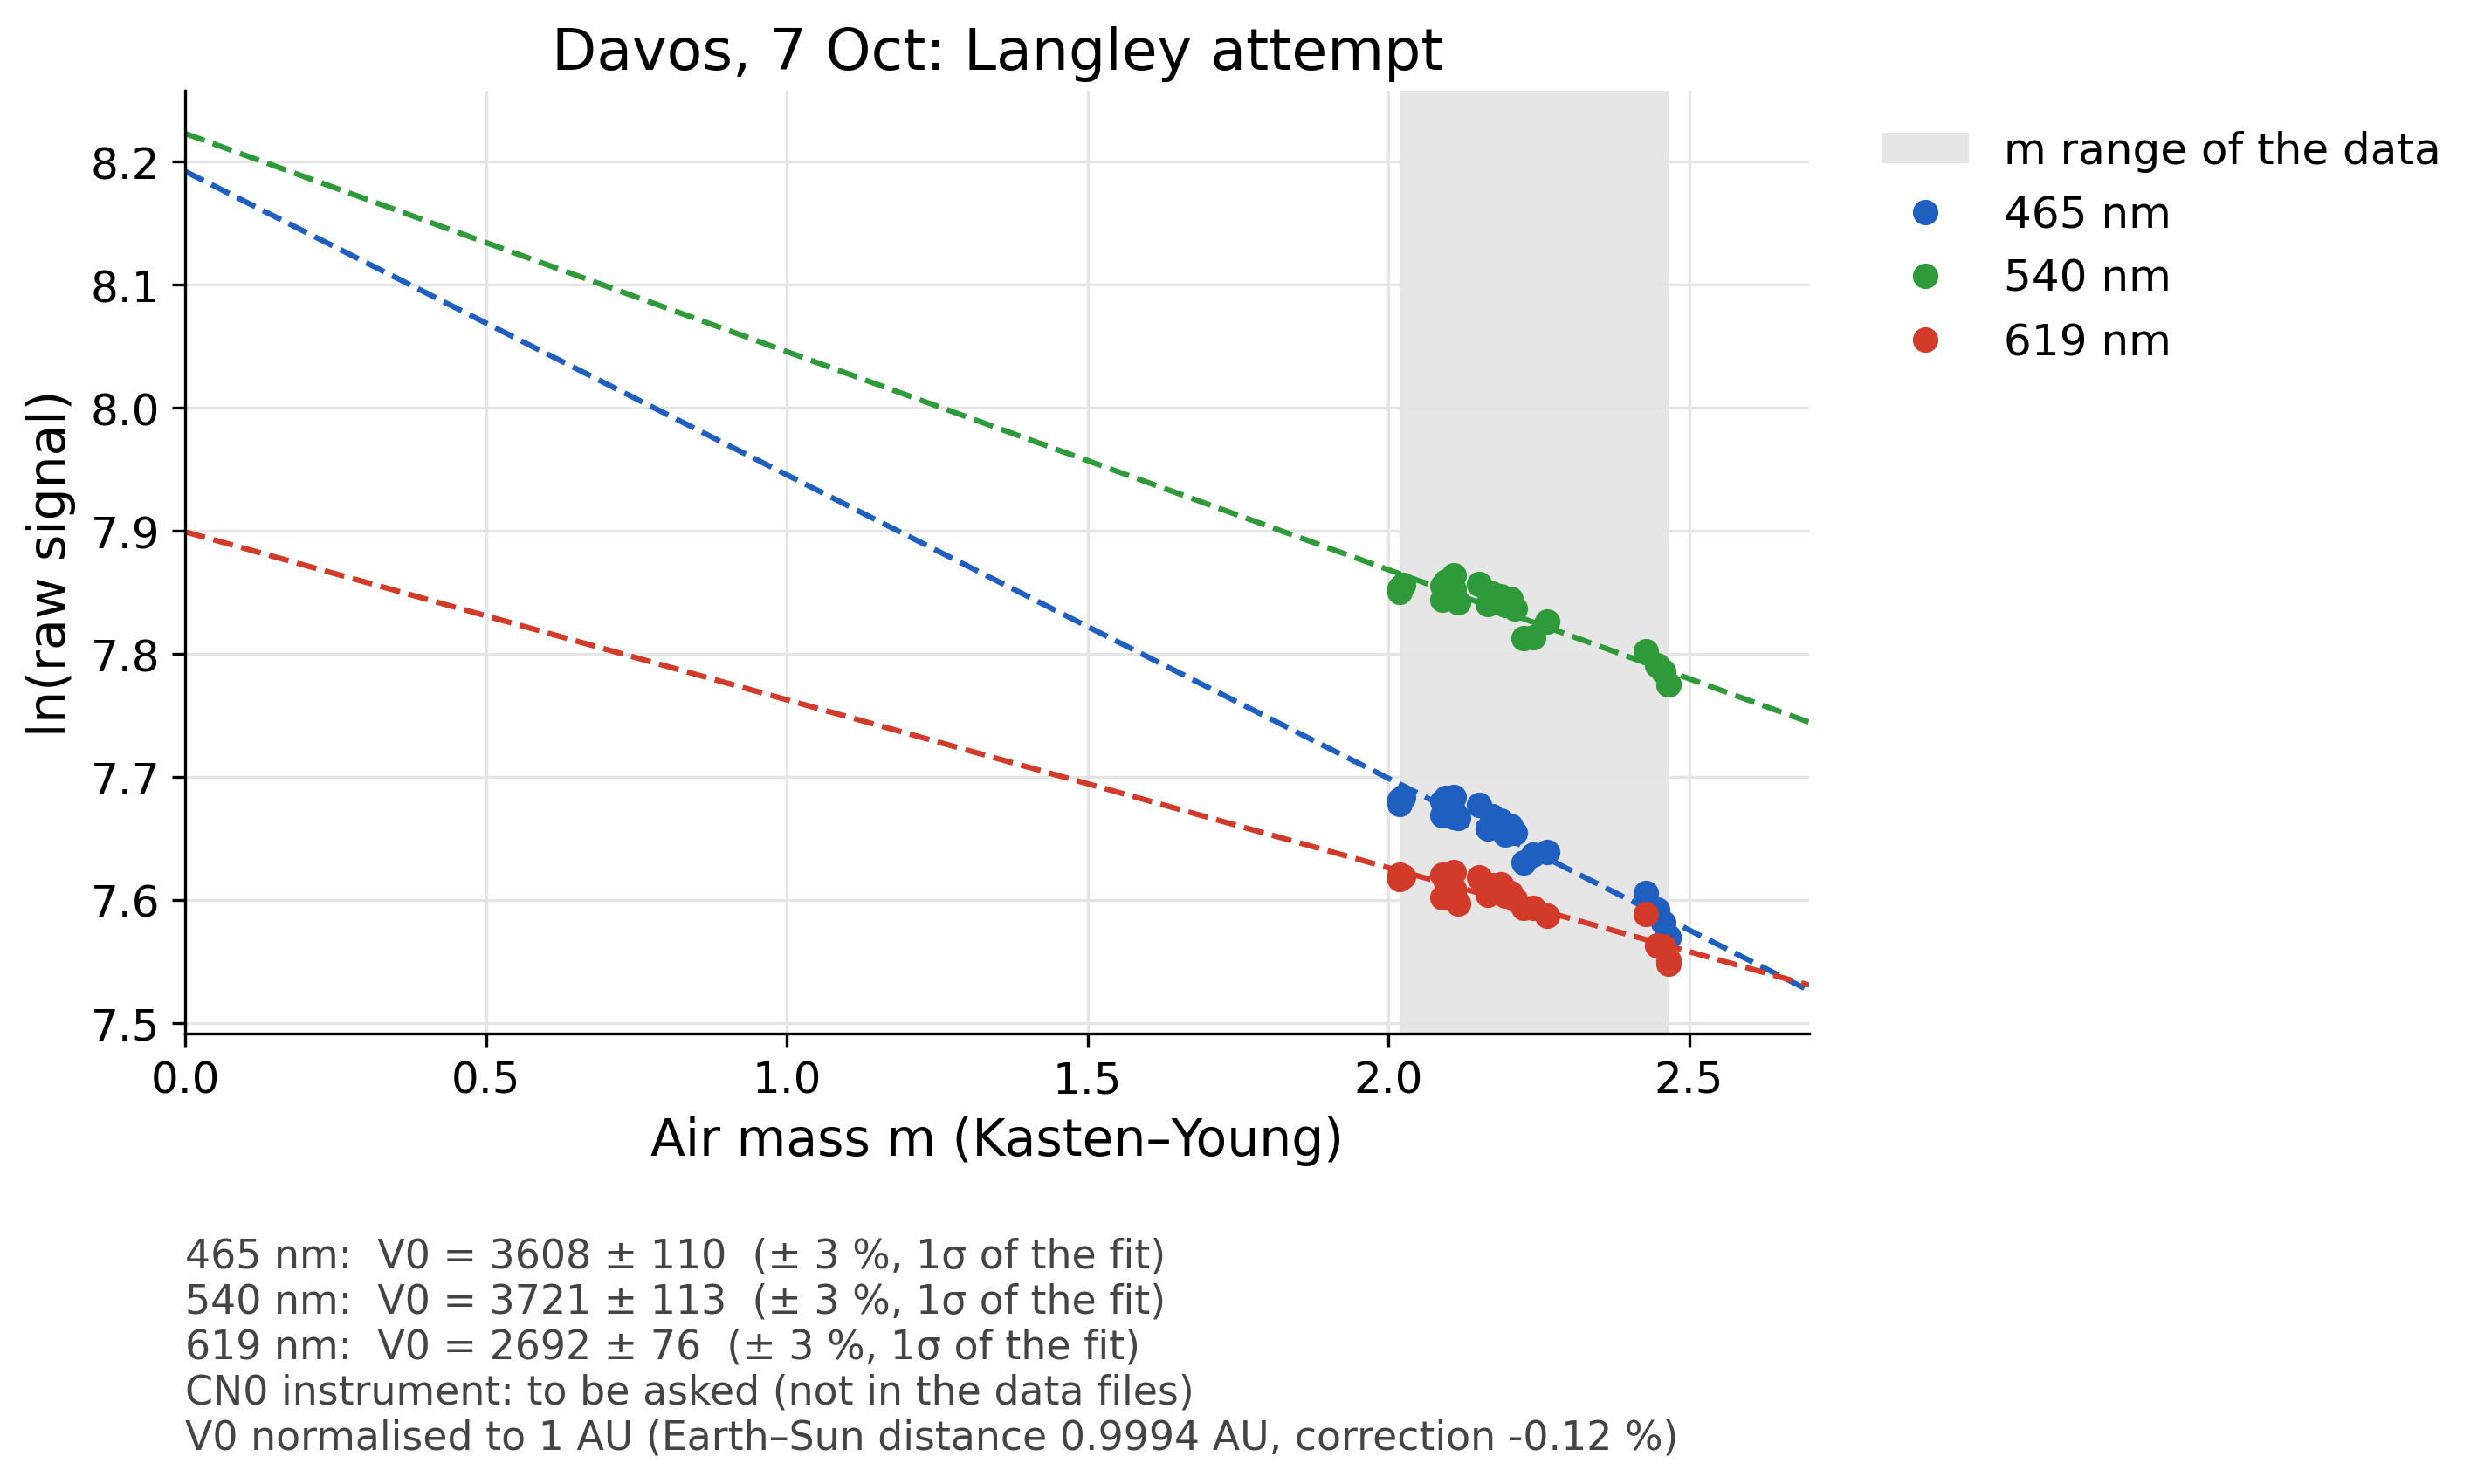 Davos, 7 Oct: Langley attempt
8.2
8.1
8.0
7.9
7.8
7.7
7.6
7.5
ln(raw signal)
0.0 0.5 1.0 1.5 2.0 2.5
Air mass m (Kasten–Young)
m range of the data
465 nm
540 nm
619 nm
465 nm:  V0 = 3608 ± 110  (± 3 %, 1σ of the fit)
540 nm:  V0 = 3721 ± 113  (± 3 %, 1σ of the fit)
619 nm:  V0 = 2692 ± 76  (± 3 %, 1σ of the fit)
CN0 instrument: to be asked (not in the data files)
V0 normalised to 1 AU (Earth–Sun distance 0.9994 AU, correction -0.12 %)